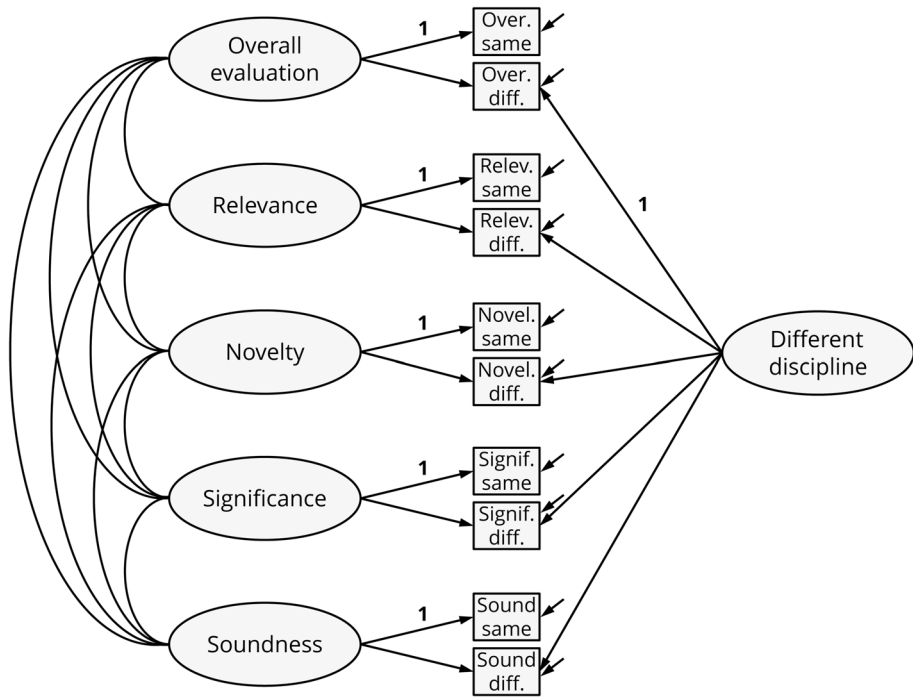 Overall
evaluation
1
Over.
same
Over.
diff.
Relevance
1
Relev.
same
Relev.
diff.
1
Novelty
1
Novel.
same
Novel.
diff.
Different
discipline
Significance
1
Signif.
same
Signif.
diff.
Soundness
1
Sound
same
Sound
diff.